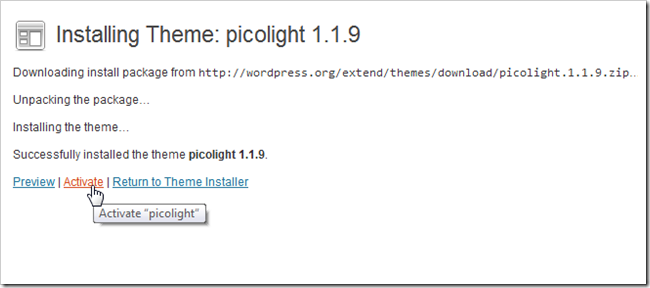 Installing Theme: picolight 1.1.9
Downloading install package from http://wordpress.org/extend/themes/download/picolight.1.1.9.zip…
Unpacking the package…
Installing the theme…
Successfully installed the theme picolight 1.1.9.
Preview | Activate | Return to Theme Installer
Activate “picolight”